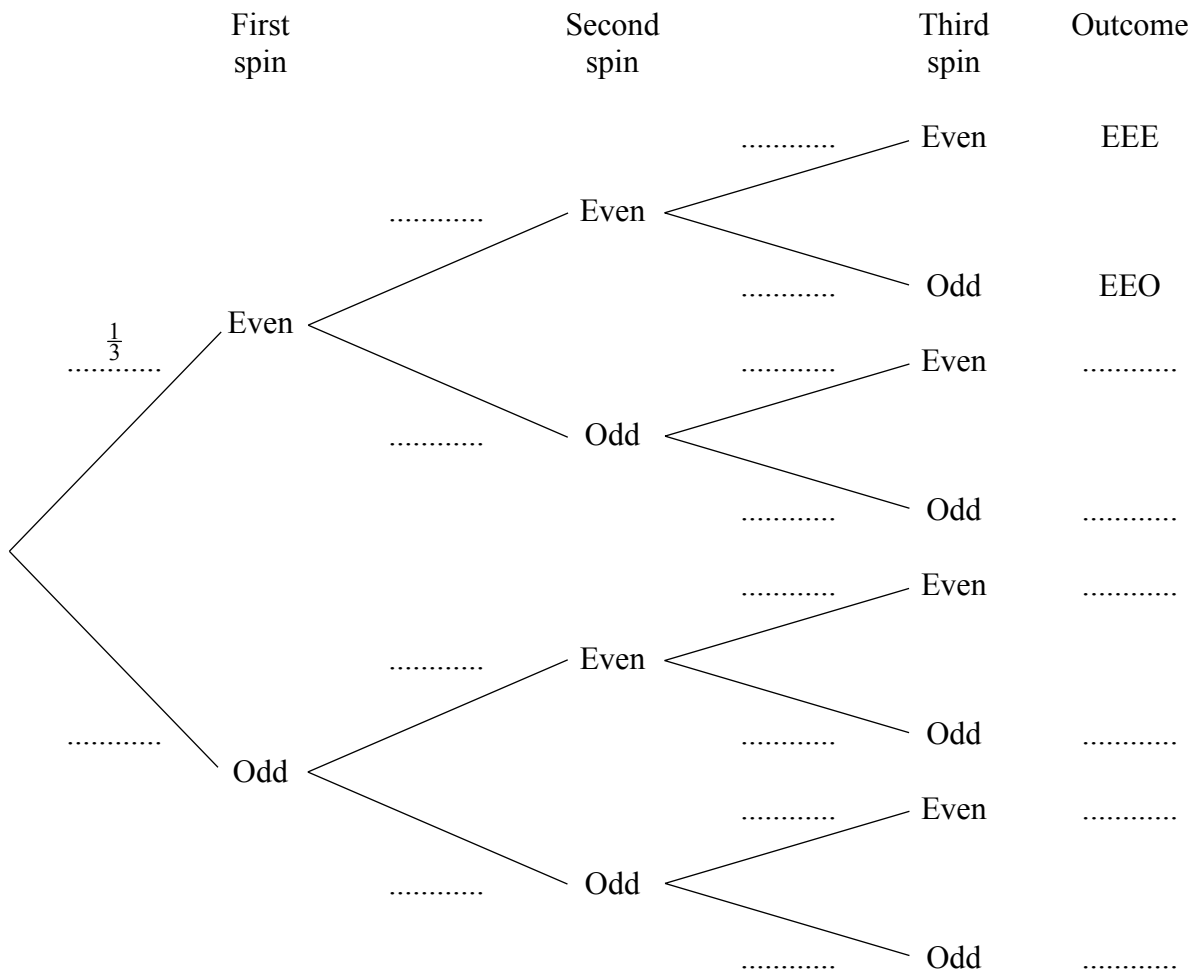 First spin
Second spin
Third spin
Outcome
............ Even EEE
............ Even
............ Odd EEO
1/3
............ Even
............ Even ............
............ Odd
............ Odd ............
............ Even ............
............ Even
............ Odd ............
............ Odd
............ Even ............
............ Odd
............ Odd ............